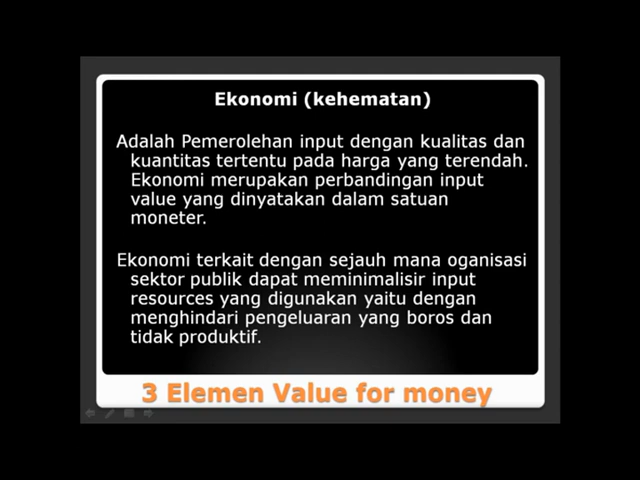 Ekonomi (kehematan)
Adalah Pemerolehan input dengan kualitas dan
kuantitas tertentu pada harga yang terendah.
Ekonomi merupakan perbandingan input
value yang dinyatakan dalam satuan
moneter.
Ekonomi terkait dengan sejauh mana oganisasi
sektor publik dapat meminimalisir input
resources yang digunakan yaitu dengan
menghindari pengeluaran yang boros dan
tidak produktif.
3 Elemen Value for money